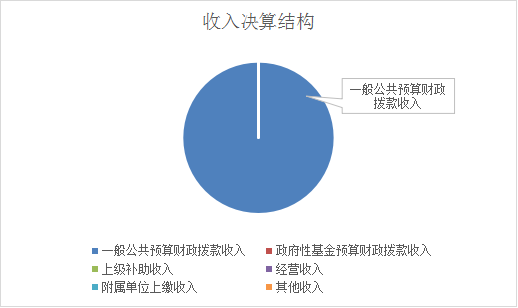 收入决算结构
一般公共预算财政
拨款收入
一般公共预算财政拨款收入
政府性基金预算财政拨款收入
上级补助收入
经营收入
附属单位上缴收入
其他收入